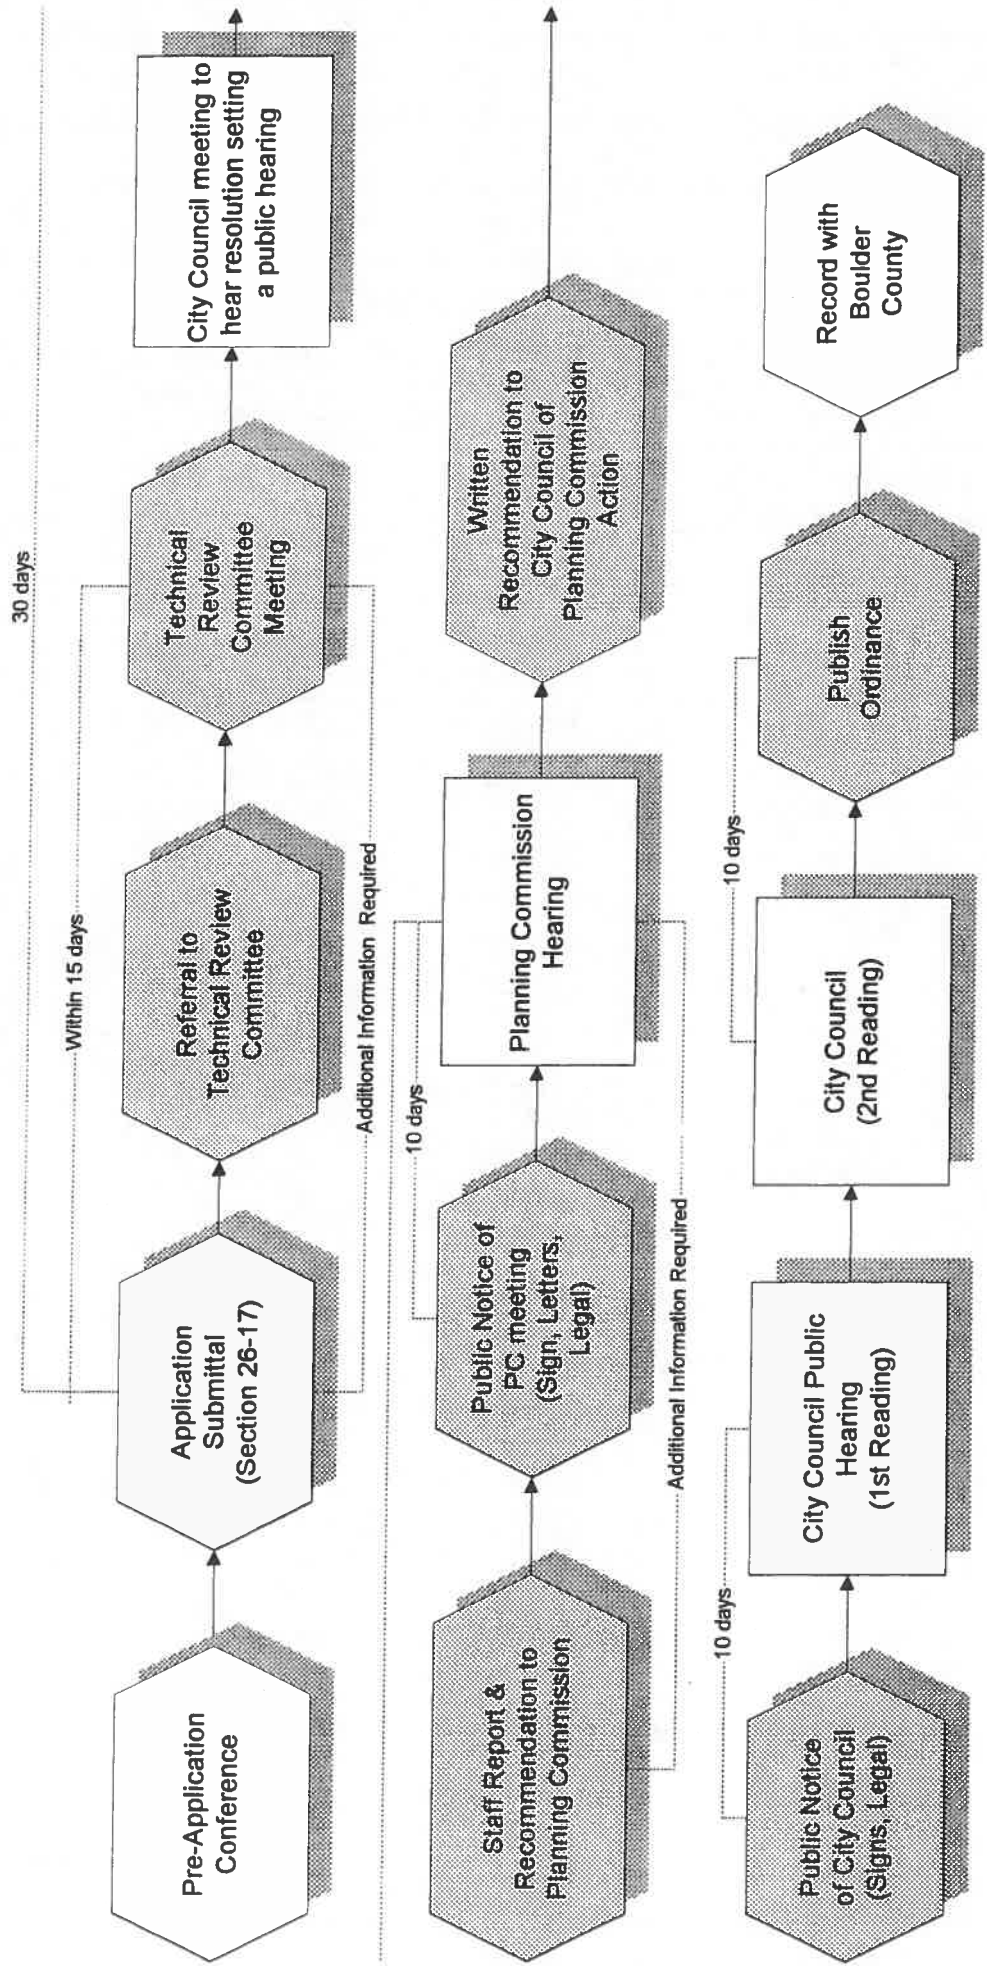 30 days
Within 15 days
Pre-Application
Conference
Application
Submittal
(Section 26-17)
Referral to
Technical Review
Committee
Technical
Review
Committee
Meeting
City Council meeting to
hear resolution setting
a public hearing
Additional Information Required
10 days
Staff Report &
Recommendation to
Planning Commission
Public Notice of
PC meeting
(Sign, Letters,
Legal)
Planning Commission
Hearing
Written
Recommendation to
City Council of
Planning Commission
Action
Additional Information Required
10 days
10 days
Public Notice
of City Council
(Signs, Legal)
City Council Public
Hearing
(1st Reading)
City Council
(2nd Reading)
Publish
Ordinance
Record with
Boulder
County